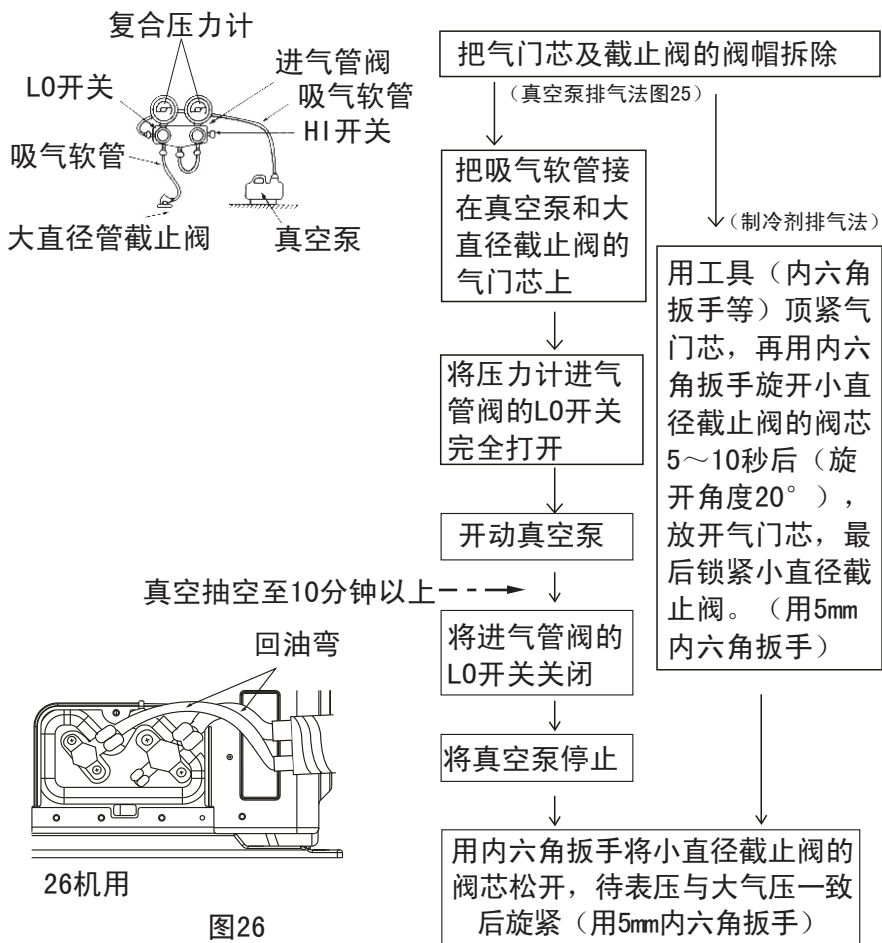 复合压力计
LO开关
进气管阀
吸气软管
HI开关
吸气软管
大直径管截止阀
真空泵
把气门芯及截止阀的阀帽拆除
（真空泵排气法图25）
把吸气软管接
在真空泵和大
直径截止阀的
气门芯上
将压力计进气
管阀的LO开关
完全打开
开动真空泵
真空抽空至10分钟以上
将进气管阀的
LO开关关闭
将真空泵停止
（制冷剂排气法）
用工具（内六角
扳手等）顶紧气
门芯，再用内六
角扳手旋开小直
径截止阀的阀芯
5～10秒后（旋
开角度20°），
放开气门芯，最
后锁紧小直径截
止阀。（用5mm
内六角扳手）
用内六角扳手将小直径截止阀的
阀芯松开，待表压与大气压一致
后旋紧（用5mm内六角扳手）
回油弯
26机用
图26